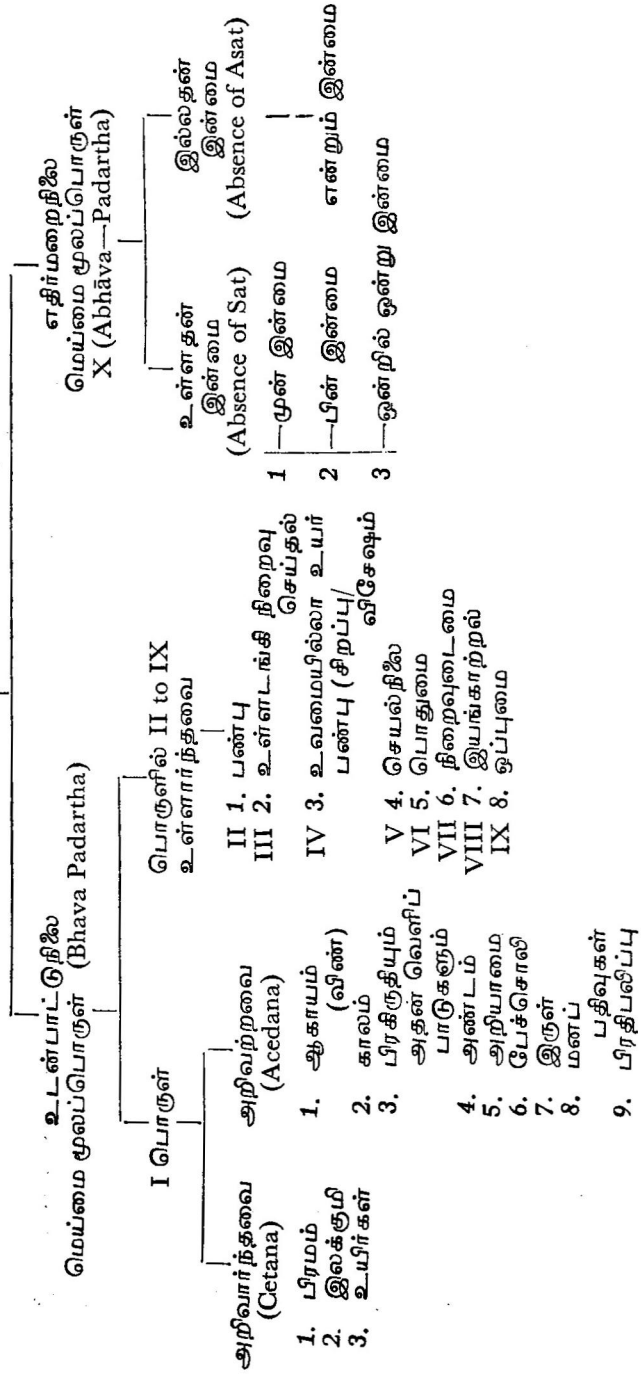 உடன்பாட்டுநிலை
மெய்மை மூலப்பொருள் (Bhava Padartha)
I பொருள்
அறிவார்ந்தவை
(Cetana)
1. பிரமம்
2. இலக்குமி
3. உயிர்கள்
அறிவற்றவை
(Acedana)
1. ஆகாயம்
(விண்)
2. காலம்
3. பிரகிருதியும்
அதன் வெளிப்
பாடுகளும்
4. அண்டம்
5. அறியாமை
6. பேச்சொலி
7. இருள்
8. மனப்
பதிவுகள்
9. பிரதிபலிப்பு
பொருளில் II to IX
உள்ளார்ந்தவை
II 1. பண்பு
III 2. உள்ளடங்கி நிறைவு
செய்தல்
IV 3. உவமையில்லா உயர்
பண்பு (சிறப்பு/
விசேஷம்
V 4. செயல்நிலை
VI 5. பொதுமை
VII 6. நிறைவுடைமை
VIII 7. இயங்காற்றல்
IX 8. ஒப்புமை
எதிர்மறைநிலை
மெய்மை மூலப்பொருள்
X (Abhāva—Padartha)
உள்ளதன்
இன்மை
(Absence of Sat)
1 —முன் இன்மை
2 —பின் இன்மை
3 —ஒன்றில் ஒன்று இன்மை
இல்லதன்
இன்மை
(Absence of Asat)
என்றும் இன்மை